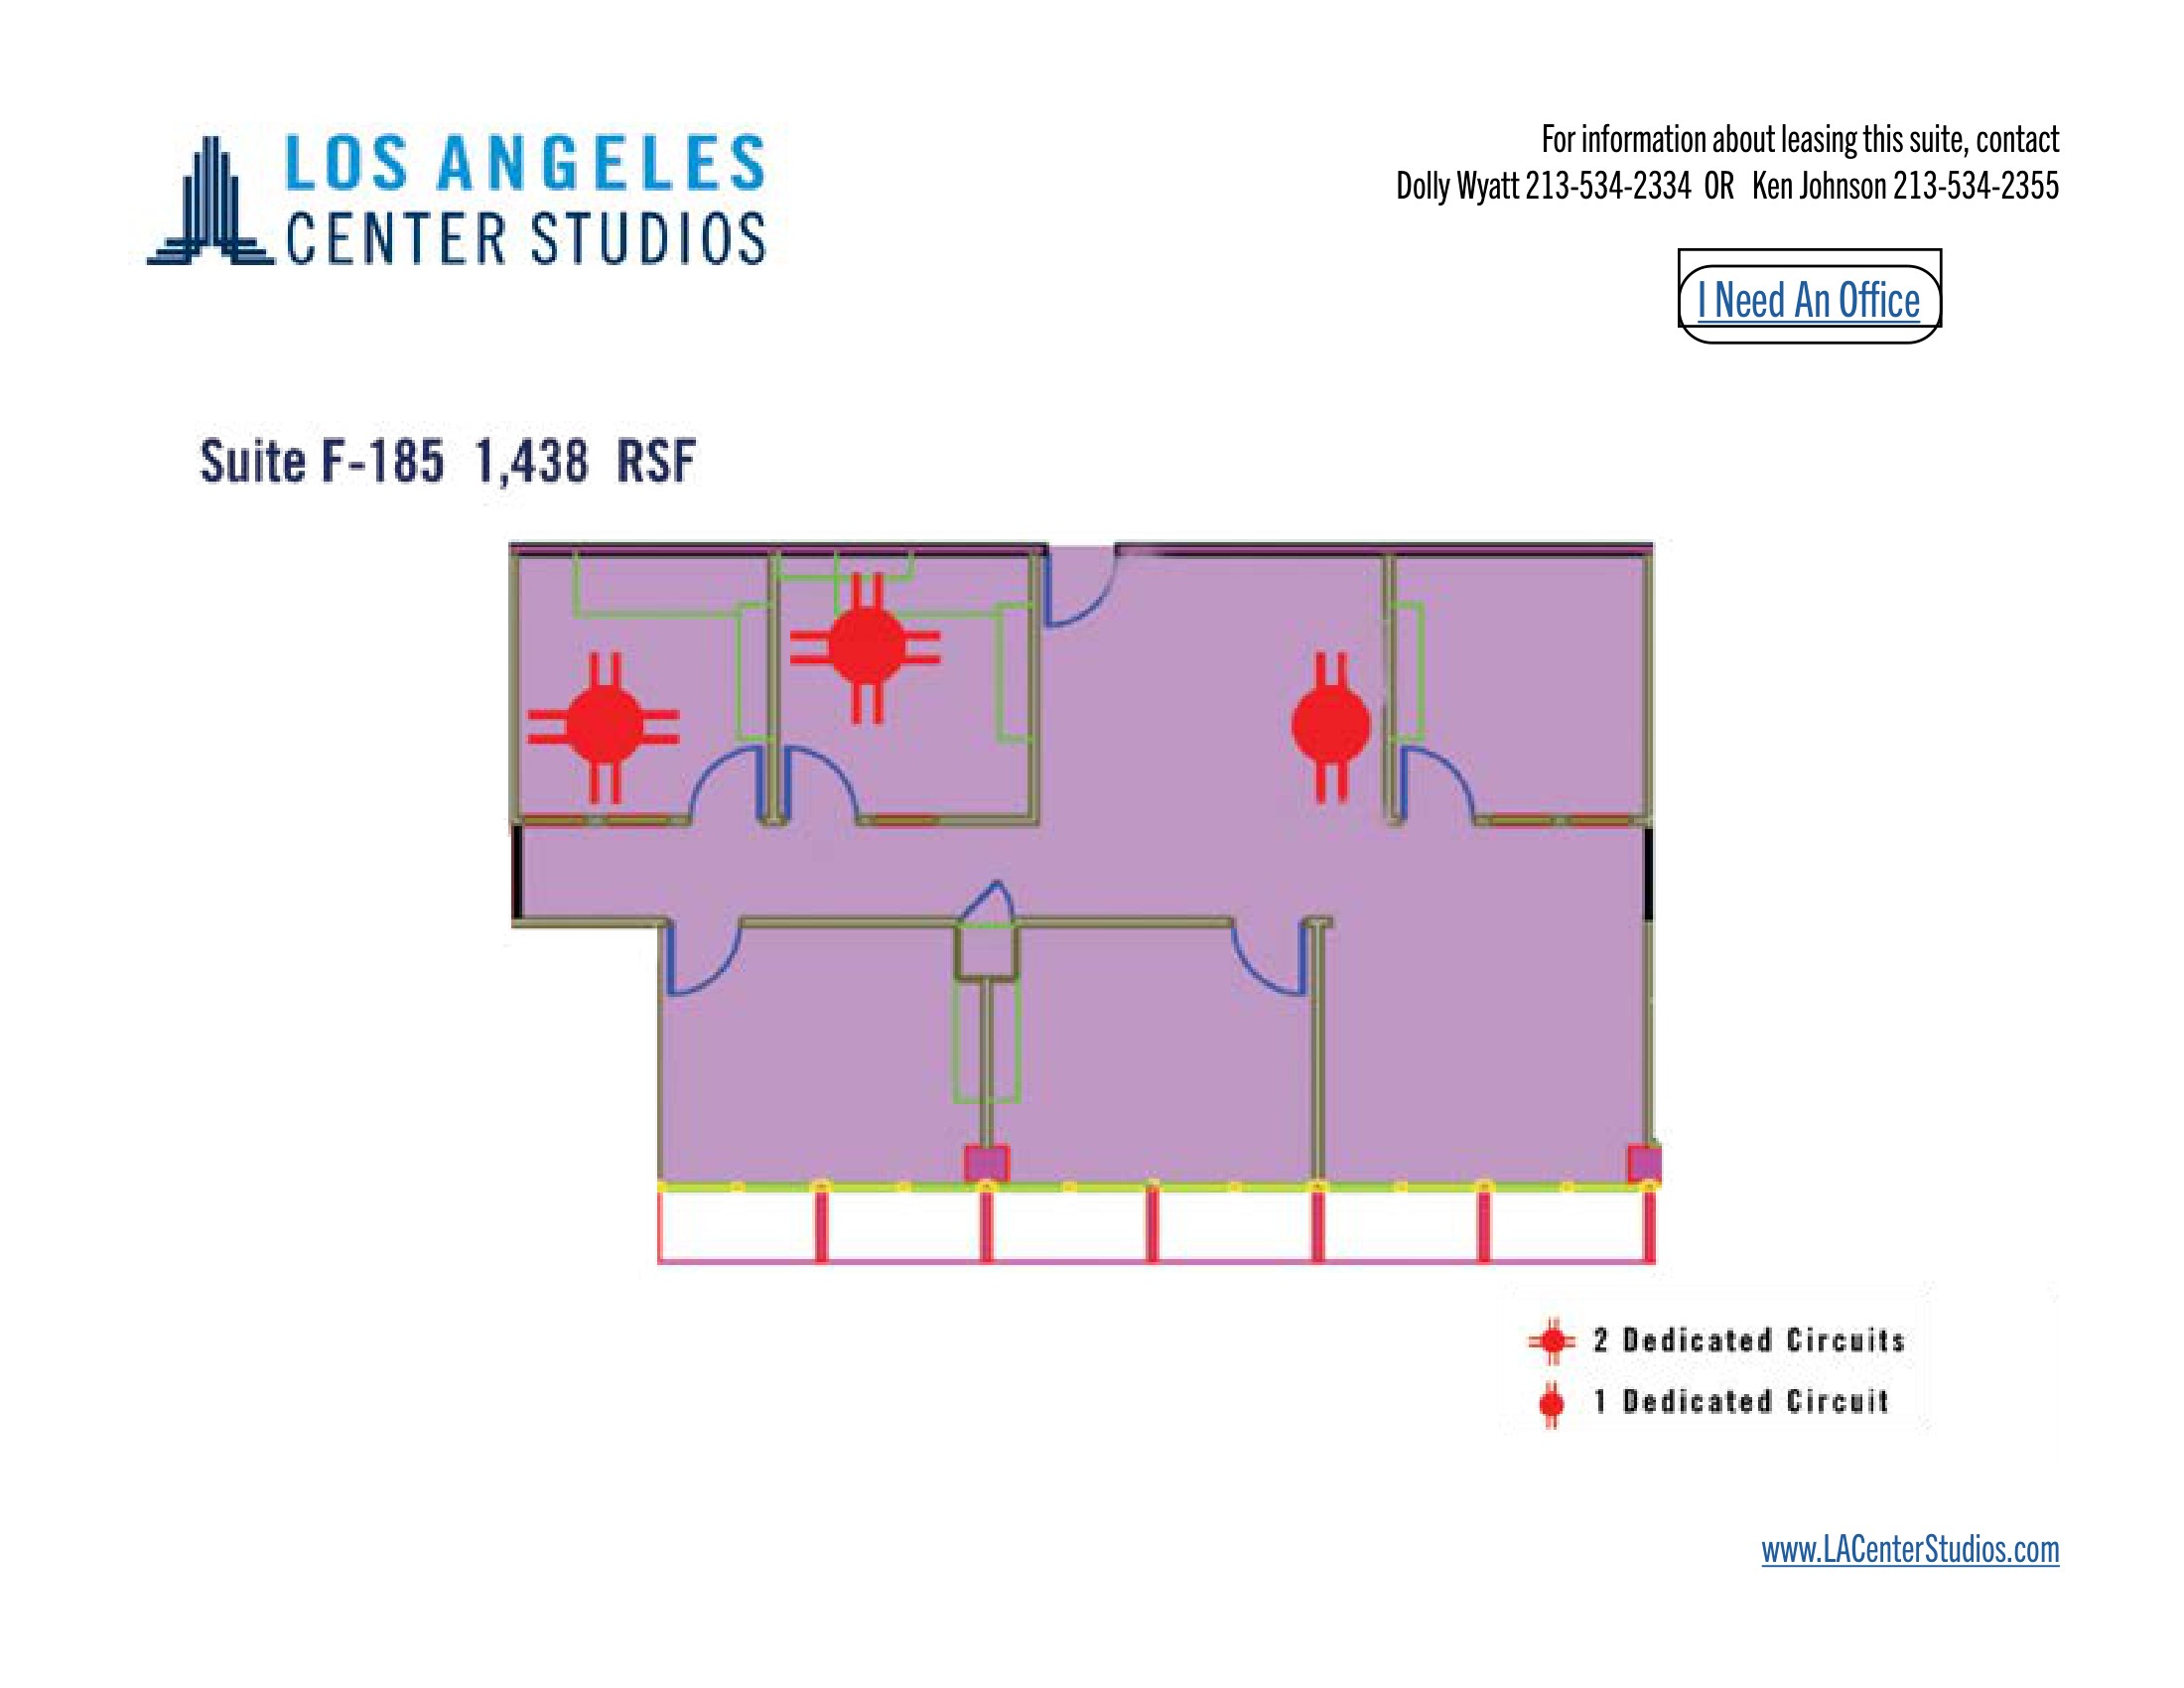 LOS ANGELES
CENTER STUDIOS
For information about leasing this suite, contact
Dolly Wyatt 213-534-2334 OR Ken Johnson 213-534-2355
I Need An Office
Suite F-185 1,438 RSF
2 Dedicated Circuits
1 Dedicated Circuit
www.LACenterStudios.com